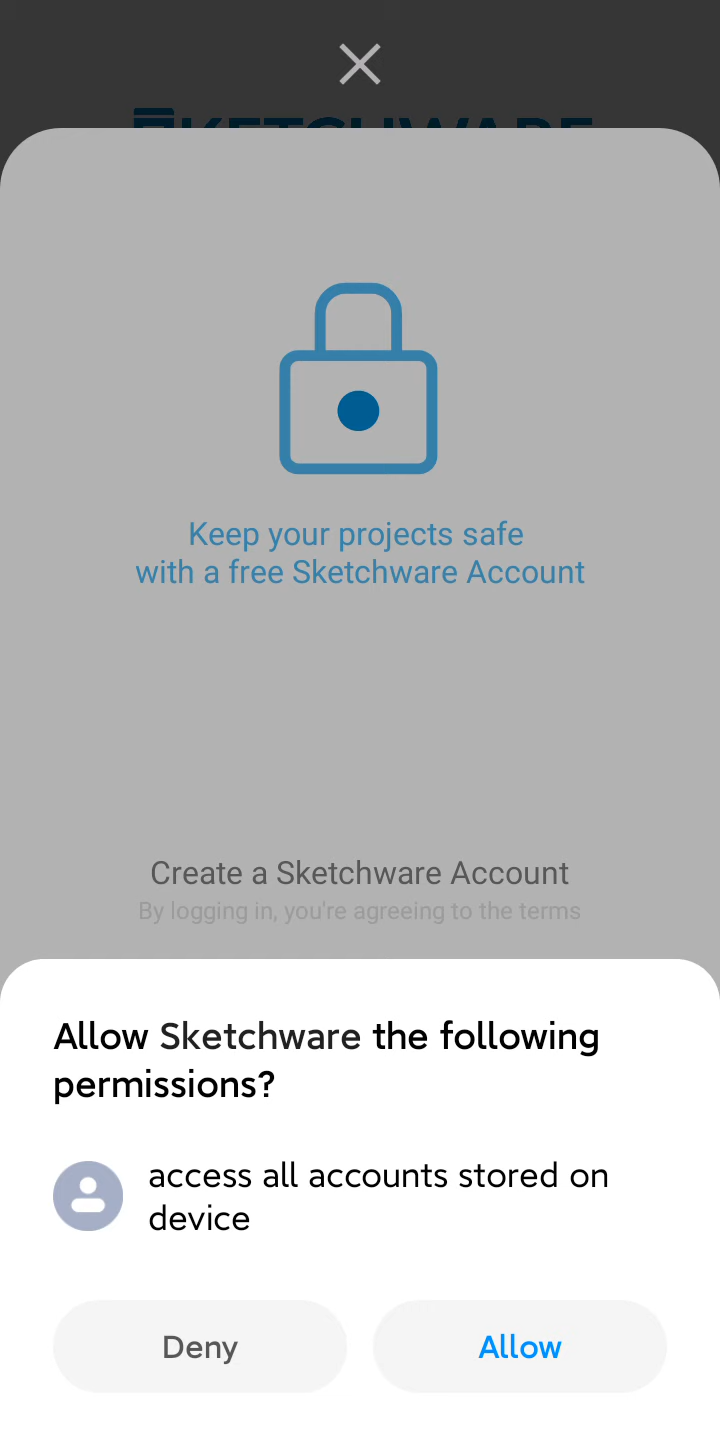 Keep your projects safe
with a free Sketchware Account
Create a Sketchware Account
By logging in, you're agreeing to the terms
Allow Sketchware the following
permissions?
access all accounts stored on
device
Deny
Allow